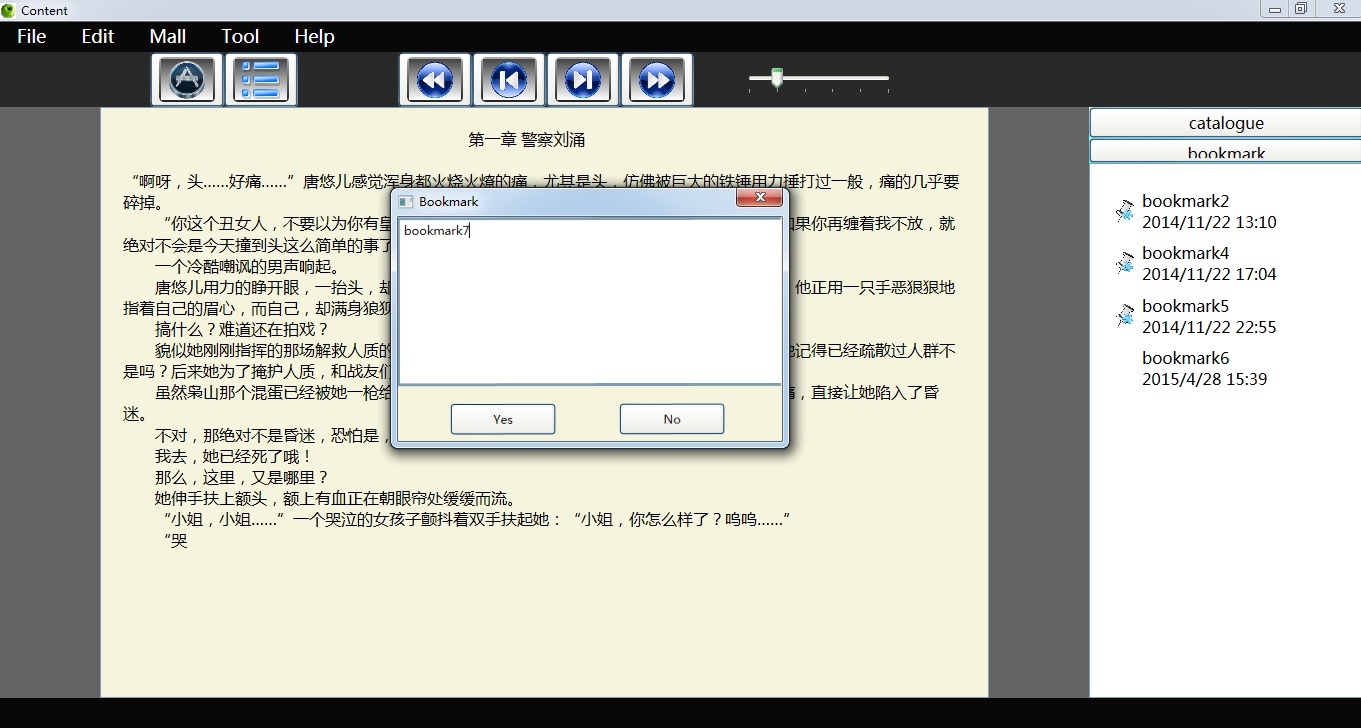 Content
File Edit Mall Tool Help
第一章 警察刘涌
“啊呀，头……好痛……”唐悠儿感觉浑身都火烧火燎的痛，尤其是头，仿佛被巨大的铁锤用力捶打过一般，痛的几乎要
碎掉。
“你这个丑女人，不要以为你有皇
如果你再缠着我不放，就
绝对不会是今天撞到头这么简单的事了
一个冷酷嘲讽的男声响起。
唐悠儿用力的睁开眼，一抬头，却
他正用一只手恶狠狠地
指着自己的眉心，而自己，却满身狼狈
搞什么？难道还在拍戏？
貌似她刚刚指挥的那场解救人质的
记得已经疏散过人群不
是吗？后来她为了掩护人质，和战友们
虽然枭山那个混蛋已经被她一枪给
，直接让她陷入了昏
迷。
不对，那绝对不是昏迷，恐怕是，
我去，她已经死了哦！
那么，这里，又是哪里？
她伸手扶上额头，额上有血正在朝眼帘处缓缓而流。
“小姐，小姐……”一个哭泣的女孩子颤抖着双手扶起她：“小姐，你怎么样了？呜呜……”
“哭
Bookmark
bookmark7
Yes No
catalogue
bookmark
bookmark2
2014/11/22 13:10
bookmark4
2014/11/22 17:04
bookmark5
2014/11/22 22:55
bookmark6
2015/4/28 15:39